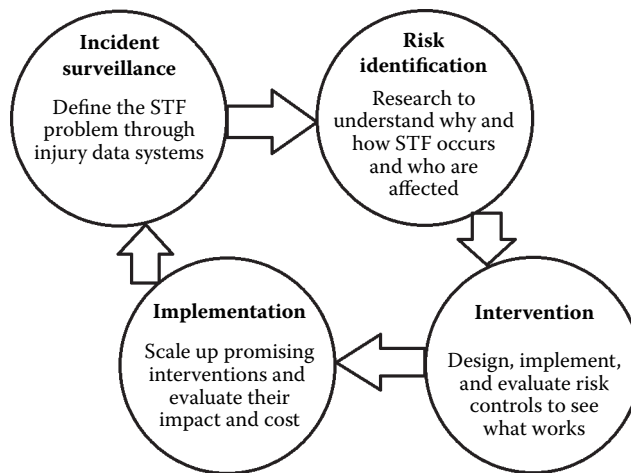 Incident
surveillance
Define the STF
problem through
injury data systems
Risk
identification
Research to
understand why and
how STF occurs
and who are
affected
Intervention
Design, implement,
and evaluate risk
controls to see
what works
Implementation
Scale up promising
interventions and
evaluate their
impact and cost